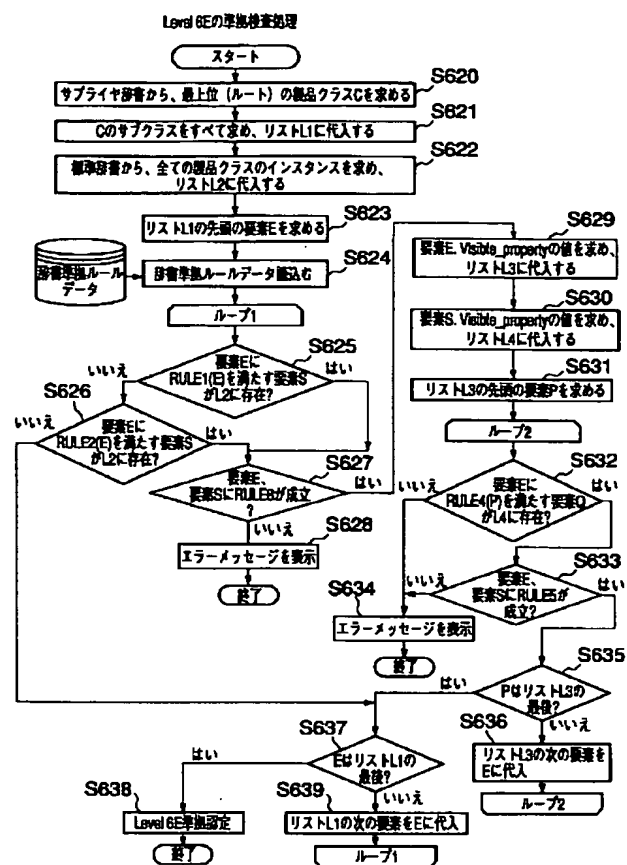 Level 6Eの準拠検査処理
スタート
S620
サプライヤ辞書から、最上位(ルート)の製品クラスCを求める
S621
Cのサブクラスをすべて求め、リストL1に代入する
S622
標準辞書から、全ての製品クラスのインスタンスを求め、
リストL2に代入する
S623
リストL1の先頭の要素Eを求める
辞書準拠ルール
データ
S624
辞書準拠ルールデータ読込む
ループ1
S625
要素Eに
RULE1(E)を満たす要素S
がL2に存在?
いいえ
はい
S626
要素Eに
RULE2(E)を満たす要素S
がL2に存在?
いいえ
はい
S627
要素E、
要素SにRULE3が成立
?
はい
いいえ
S628
エラーメッセージを表示
終了
S629
要素E. Visible_propertyの値を求め、
リストL3に代入する
S630
要素S. Visible_propertyの値を求め、
リストL4に代入する
S631
リストL3の先頭の要素Pを求める
ループ2
S632
要素Eに
RULE4(P)を満たす要素Q
がL4に存在?
いいえ
はい
S633
要素E、
要素SにRULE5が
成立?
いいえ
はい
S634
エラーメッセージを表示
終了
S635
PはリストL3の
最後?
はい
いいえ
S636
リストL3の次の要素を
Eに代入
ループ2
S637
EはリストL1の
最後?
はい
いいえ
S638
Level 6E準拠認定
終了
S639
リストL1の次の要素をEに代入
ループ1